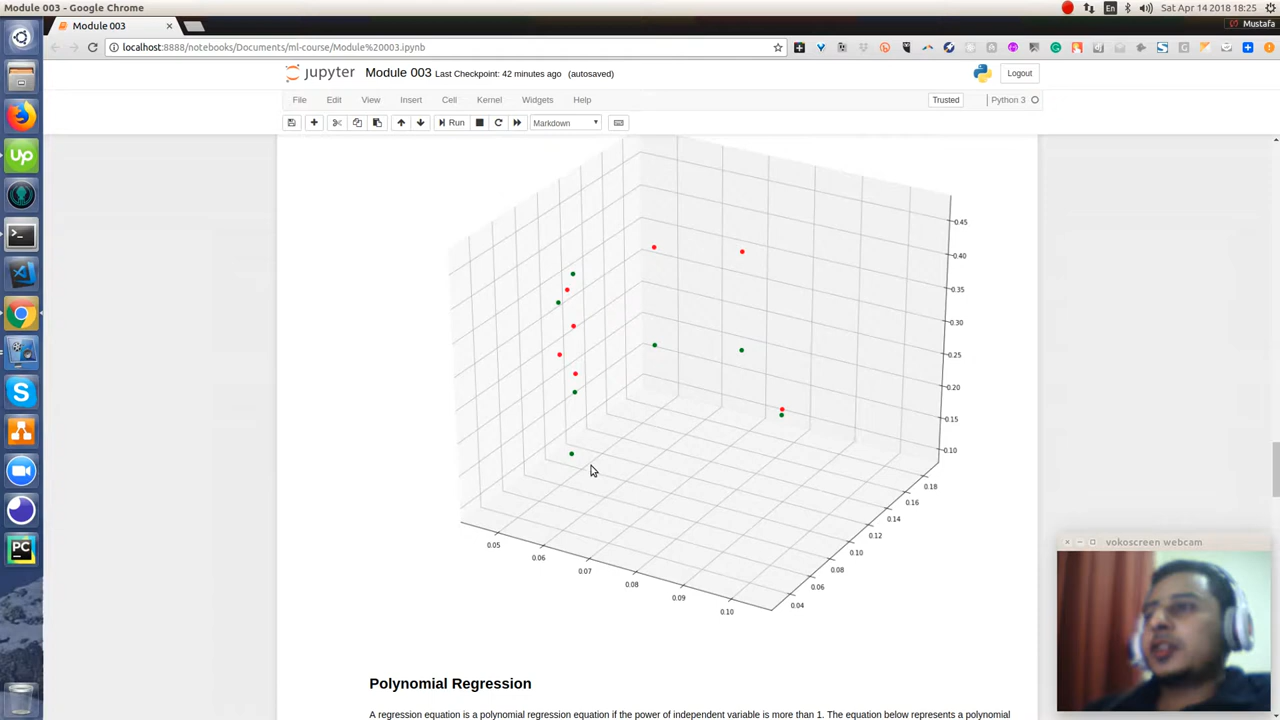 Module 003 - Google Chrome
En
Sat Apr 14 2018 18:25
Module 003
Mustafa
localhost:8888/notebooks/Documents/ml-course/Module%20003.ipynb
jupyter Module 003 Last Checkpoint: 42 minutes ago (autosaved)
Logout
File Edit View Insert Cell Kernel Widgets Help
Trusted
Python 3
Run
Markdown
Up
0.45
0.40
0.35
0.30
0.25
0.20
0.15
0.10
0.18
0.16
0.14
0.12
0.10
0.08
0.06
0.04
0.05
0.06
0.07
0.08
0.09
0.10
vokoscreen webcam
PC
Polynomial Regression
A regression equation is a polynomial regression equation if the power of independent variable is more than 1. The equation below represents a polynomial